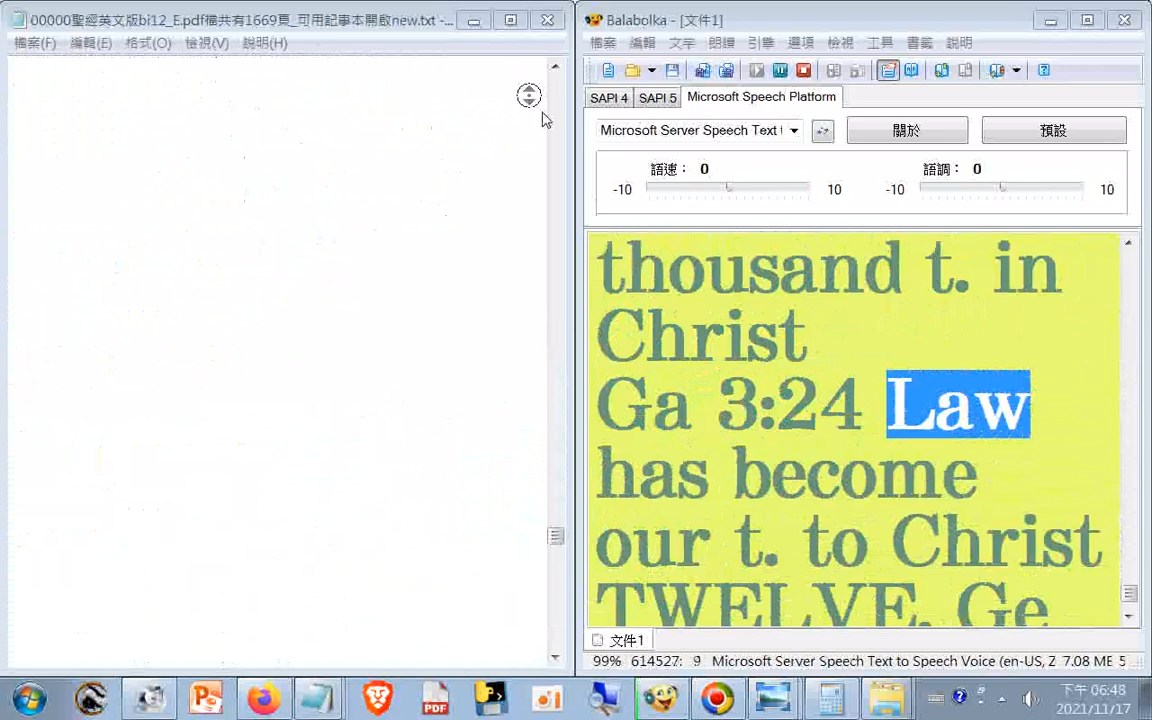 00000聖經英文版bi12_E.pdf檔共有1669頁_可用記事本開啟new.txt -...
檔案(F) 編輯(E) 格式(O) 檢視(V) 說明(H)
Balabolka - [文件1]
檔案 編輯 文字 朗讀 引擎 選項 檢視 工具 書籤 說明
SAPI 4 SAPI 5 Microsoft Speech Platform
Microsoft Server Speech Text 關於 預設
語速： 0 語調： 0
-10 10 -10 10
thousand t. in
Christ
Ga 3:24 Law
has become
our t. to Christ
TWELVE, Ge
文件1
99% 614527: 9 Microsoft Server Speech Text to Speech Voice (en-US, Z 7.08 ME 5
PDF
下午 06:48
2021/11/17